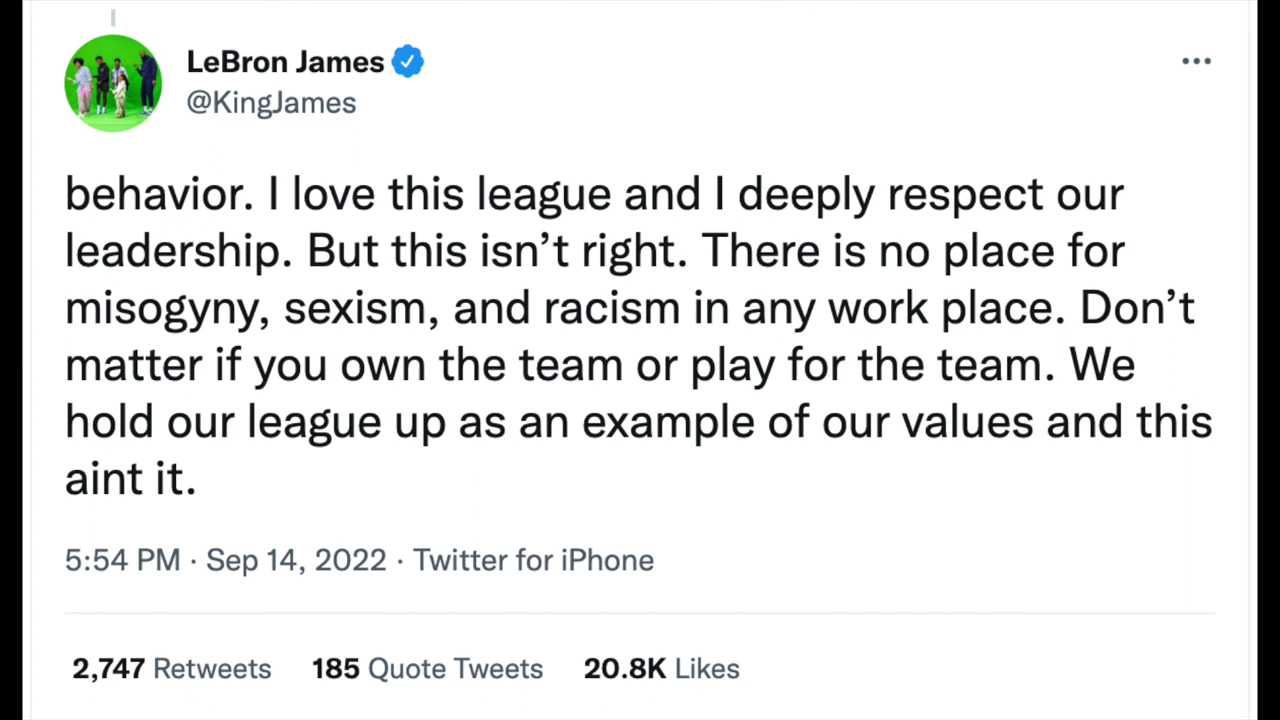 LeBron James
@KingJames
behavior. I love this league and I deeply respect our
leadership. But this isn’t right. There is no place for
misogyny, sexism, and racism in any work place. Don’t
matter if you own the team or play for the team. We
hold our league up as an example of our values and this
aint it.
5:54 PM · Sep 14, 2022 · Twitter for iPhone
2,747 Retweets 185 Quote Tweets 20.8K Likes